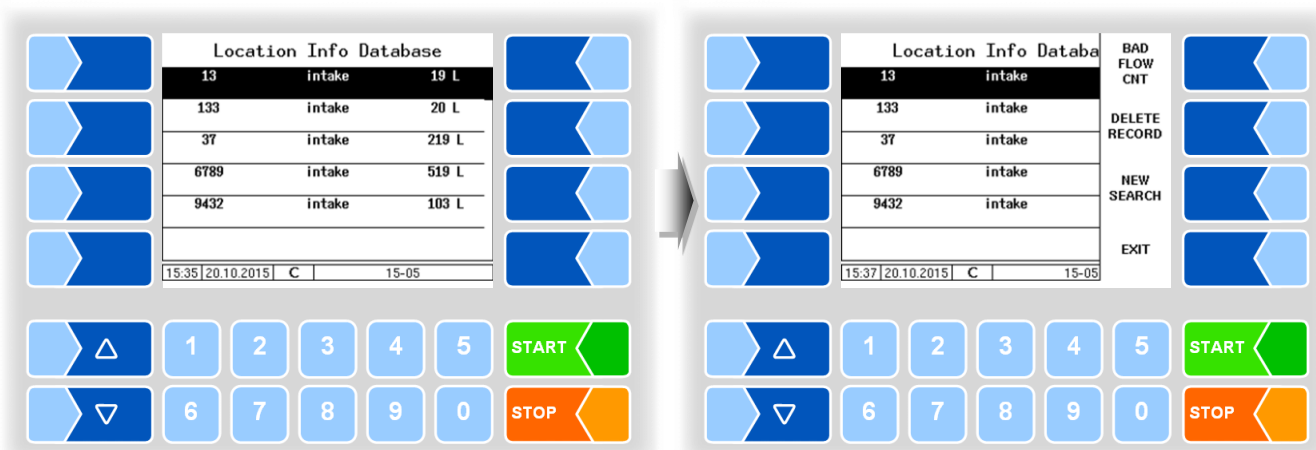 Location Info Database
13 intake 19 L
133 intake 20 L
37 intake 219 L
6789 intake 519 L
9432 intake 103 L
15:35 20.10.2015 C 15-05
1 2 3 4 5 START
6 7 8 9 0 STOP
Location Info Databa
13 intake
133 intake
37 intake
6789 intake
9432 intake
15:37 20.10.2015 C 15-05
BAD
FLOW
CNT
DELETE
RECORD
NEW
SEARCH
EXIT
1 2 3 4 5 START
6 7 8 9 0 STOP